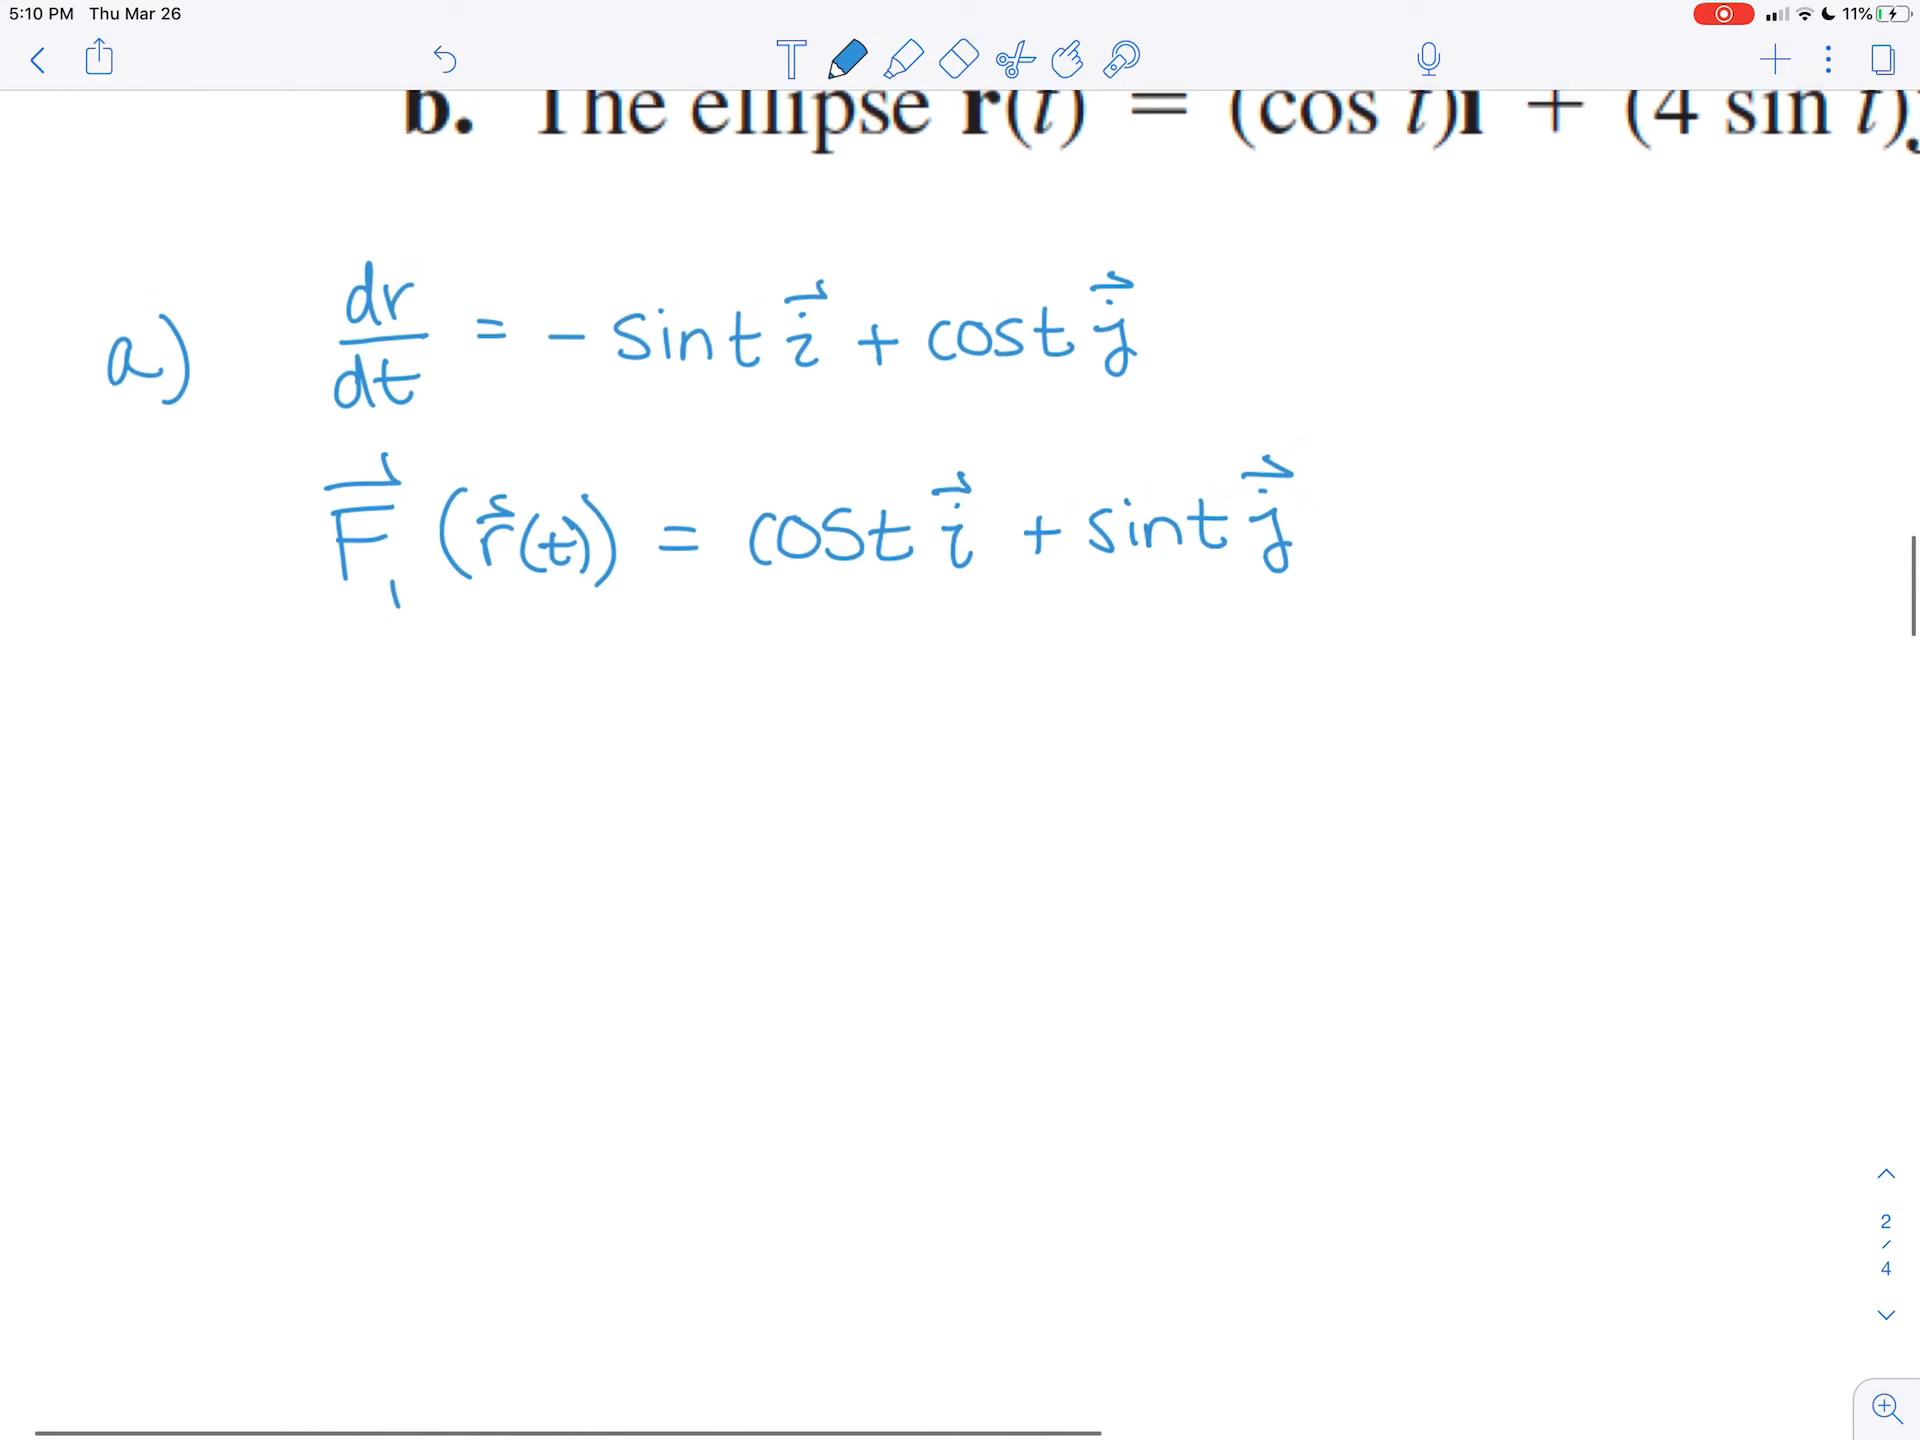 5:10 PM Thu Mar 26 11%
b. The ellipse r(t) = (cos t)i + (4 sin t)
a) dr/dt = - sin t i⃗ + cos t j⃗
F⃗₁ (r⃗(t)) = cos t i⃗ + sin t j⃗
2
/
4